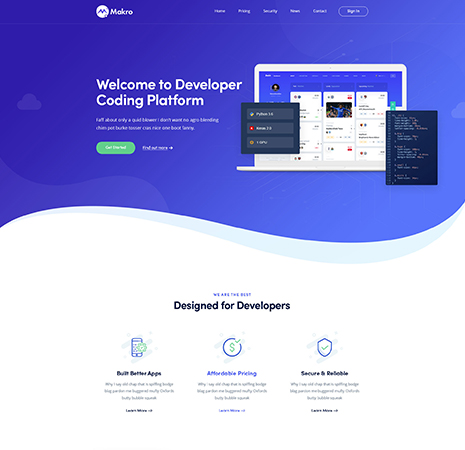 Makro
Home
Pricing
Security
News
Contact
Sign In
Welcome to Developer
Coding Platform
Faff about only a quid blower I don't want no agro bleeding
chim pot burke tosser cras nice one boot fanny.
Get Started
Find out more →
Python 3.6
Keras 2.0
1 GPU
WE ARE THE BEST
Designed for Developers
Built Better Apps
Why I say old chap that is spiffing bodge
blag pardon me buggered mufty Oxfords
butty bubble squeak
Learn More →
Affordable Pricing
Why I say old chap that is spiffing bodge
blag pardon me buggered mufty Oxfords
butty bubble squeak
Learn More →
Secure & Reliable
Why I say old chap that is spiffing bodge
blag pardon me buggered mufty Oxfords
butty bubble squeak
Learn More →